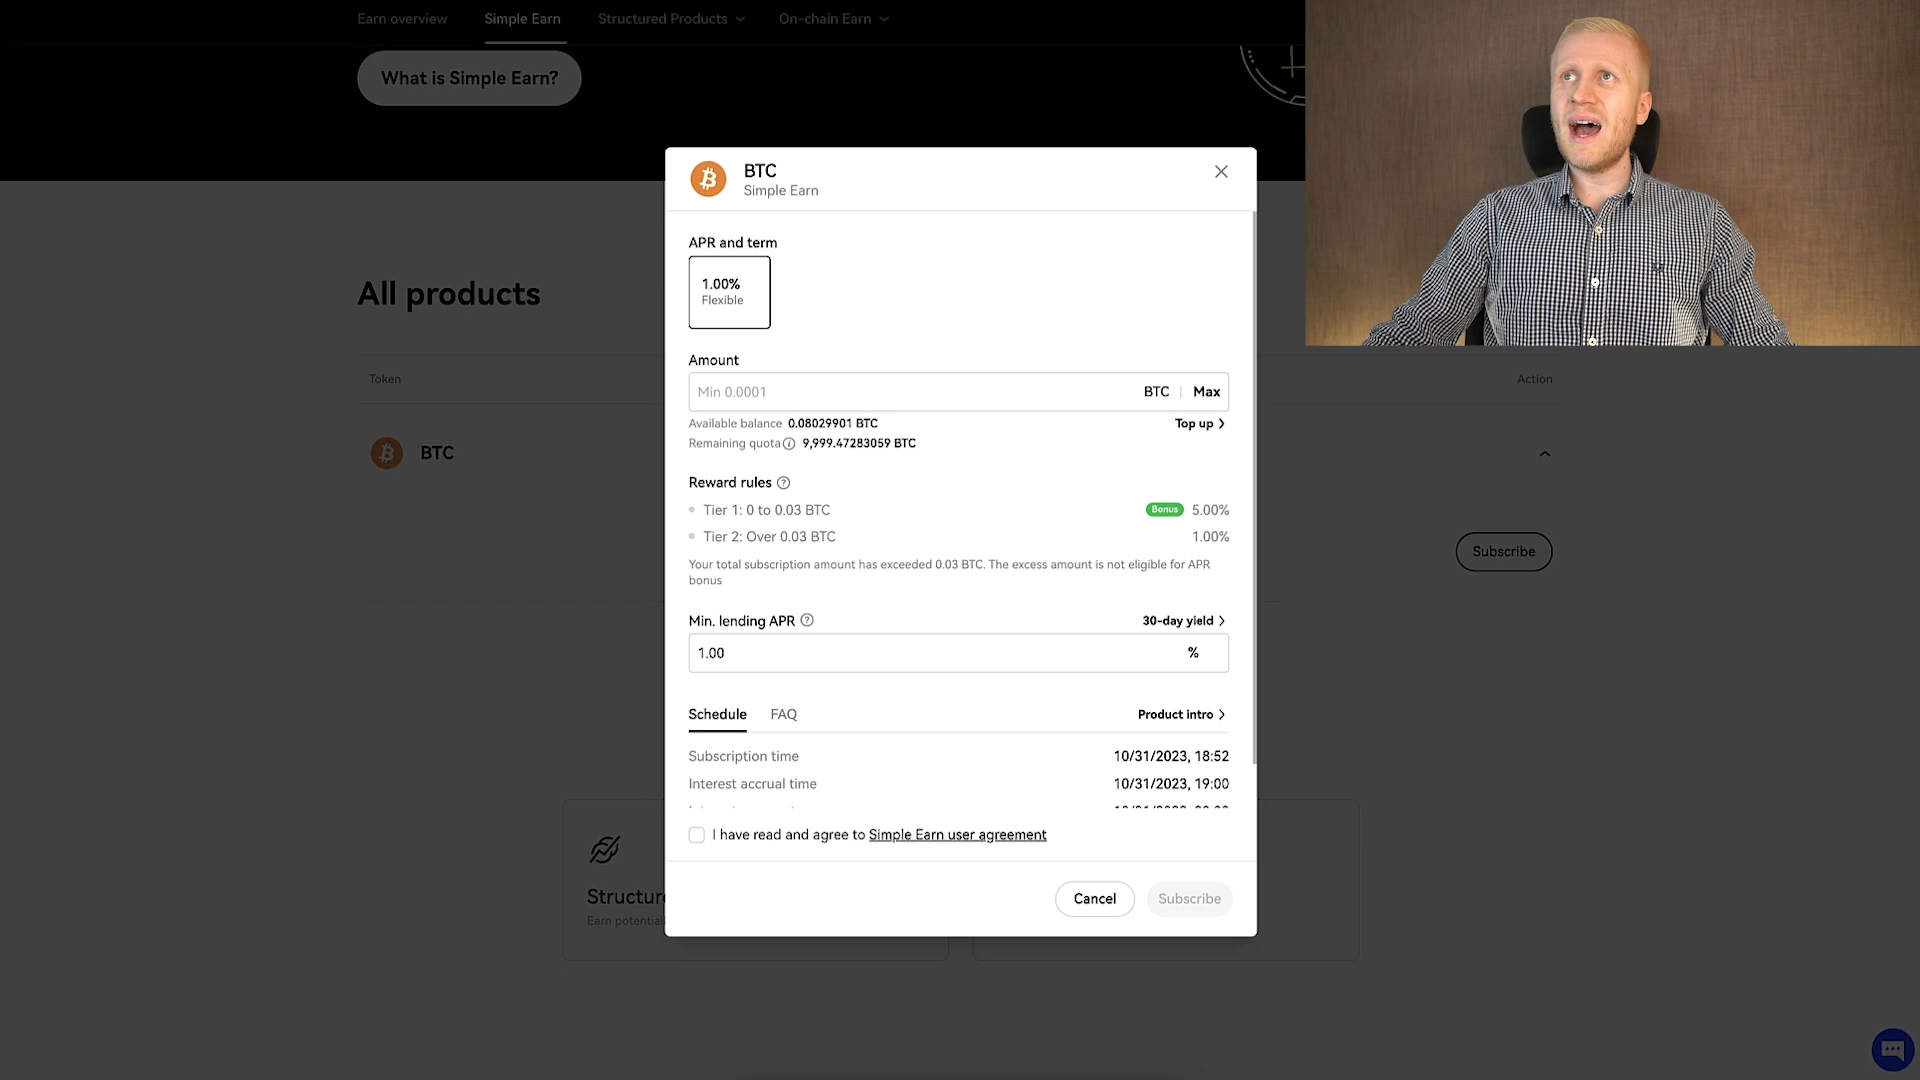 Earn overview
Simple Earn
Structured Products
On-chain Earn
What is Simple Earn?
BTC
Simple Earn
APR and term
1.00%
Flexible
All products
Amount
Token
Action
Min 0.0001
BTC
Max
Available balance 0.08029901 BTC
Top up
Remaining quota 9,999.47283059 BTC
BTC
Reward rules
Tier 1: 0 to 0.03 BTC
Bonus 5.00%
Tier 2: Over 0.03 BTC
1.00%
Subscribe
Your total subscription amount has exceeded 0.03 BTC. The excess amount is not eligible for APR
bonus
Min. lending APR
30-day yield
1.00
%
Schedule
FAQ
Product intro
Subscription time
10/31/2023, 18:52
Interest accrual time
10/31/2023, 19:00
I have read and agree to Simple Earn user agreement
Earn potential
Cancel
Subscribe